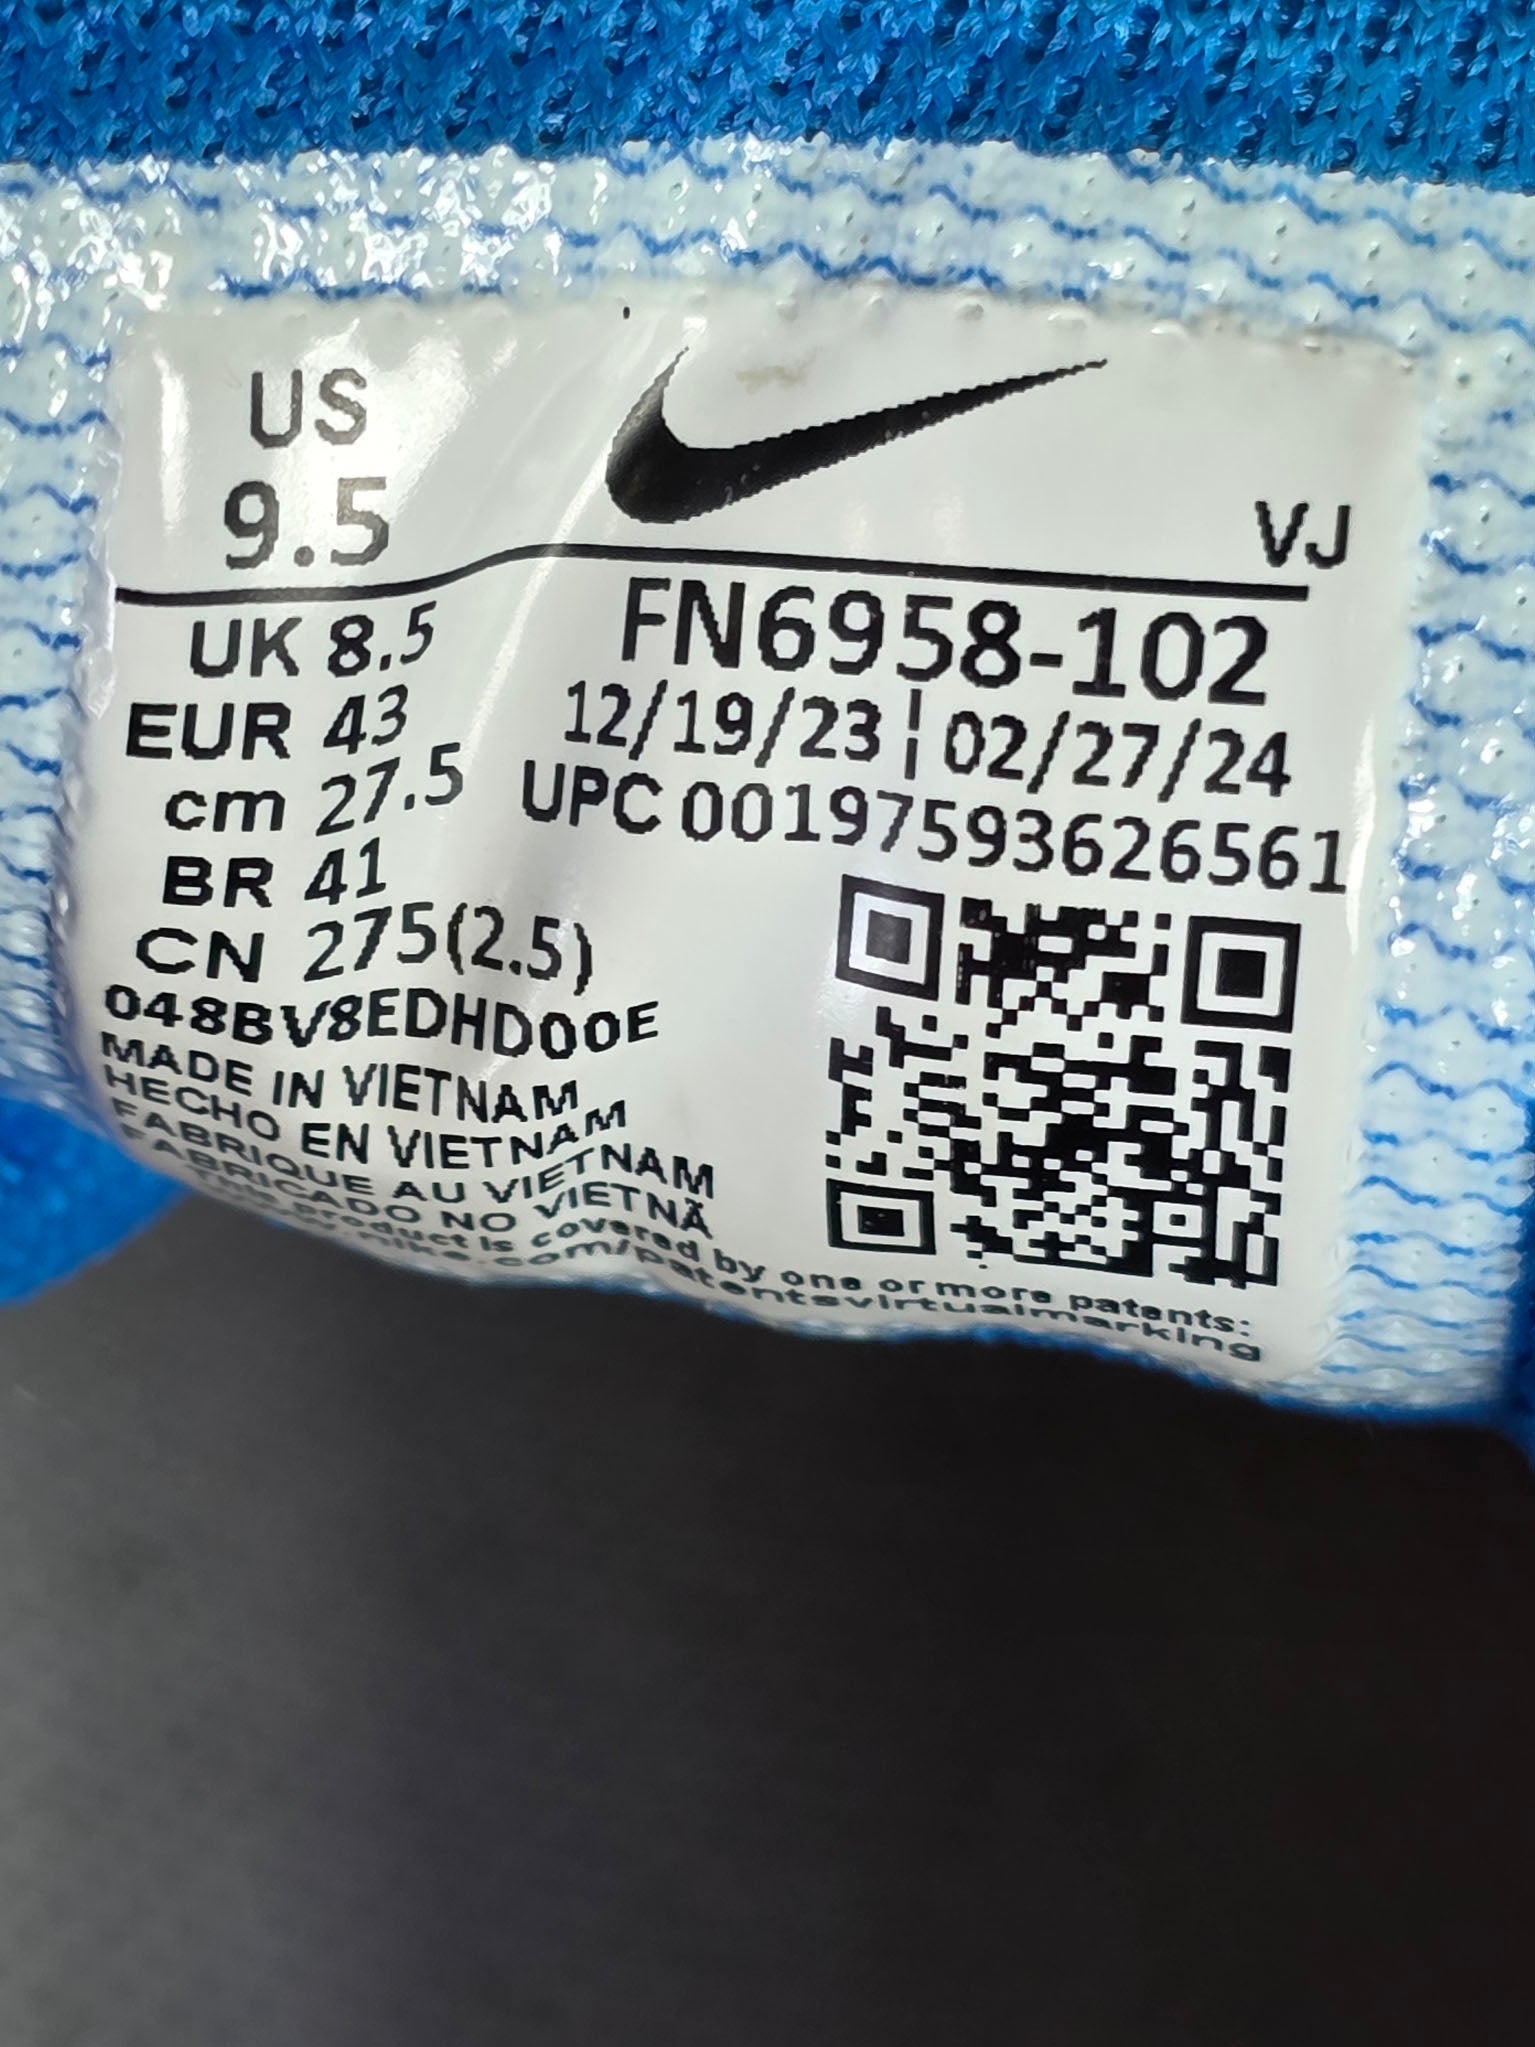 US
9.5
VJ
UK 8.5
EUR 43
cm 27.5
BR 41
CN 275(2.5)
FN6958-102
12/19/23 ¦ 02/27/24
UPC 00197593626561
048BV8EDHD00E
MADE IN VIETNAM
HECHO EN VIETNAM
FABRIQUE AU VIETNAM
FABRICADO NO VIETNÃ
This product is covered by one or more patents:
.nike.com/patentsvirtualmarking